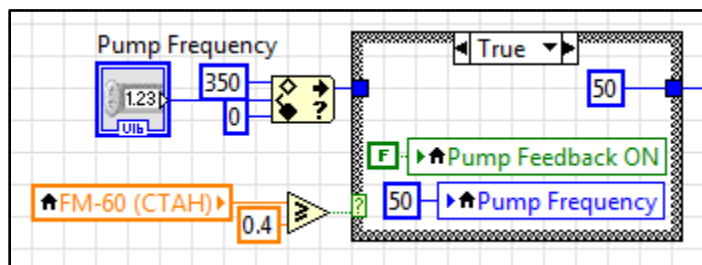 Pump Frequency
True
350
1.23
50
U16
0
?
F
Pump Feedback ON
FM-60 (CTAH)
?
50
Pump Frequency
0.4